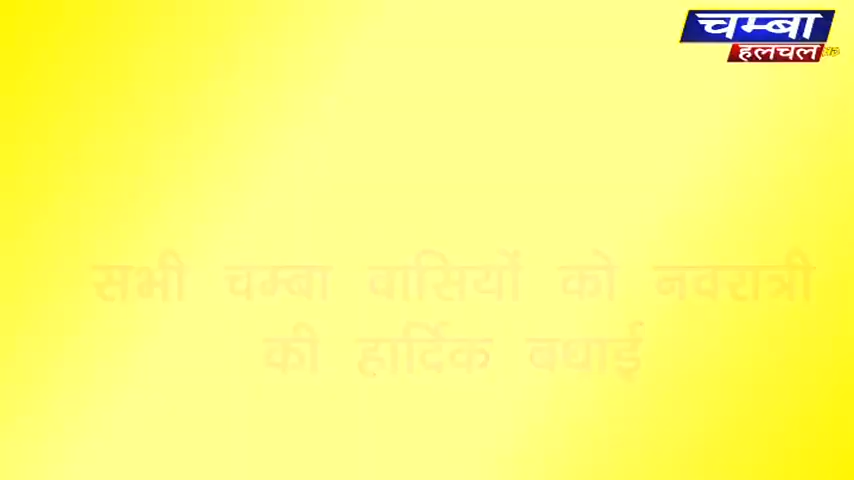 चम्बा
हलचल
सभी चम्बा वासियों को नवरात्री
की हार्दिक बधाई